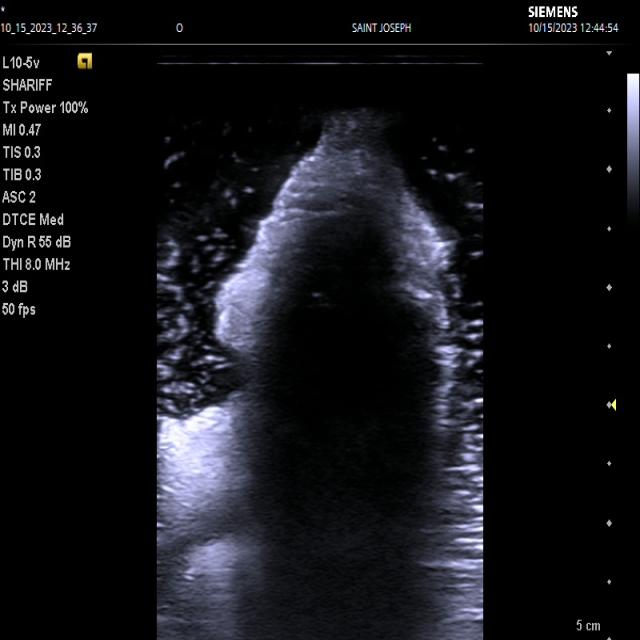 *
SIEMENS
10_15_2023_12_36_37 O SAINT JOSEPH 10/15/2023 12:44:54
L10-5v
SHARIFF
Tx Power 100%
MI 0.47
TIS 0.3
TIB 0.3
ASC 2
DTCE Med
Dyn R 55 dB
THI 8.0 MHz
3 dB
50 fps
5 cm